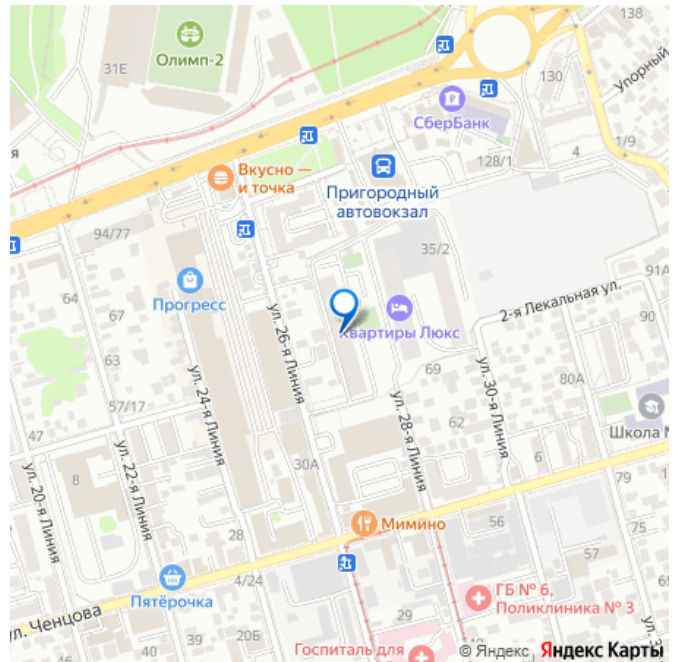 138
Олимп-2
31Е
130
Упорный
СберБанк
я
1/9
128/1
4
Вкусно —
и точка
Пригородный
автовокзал
94/77
35/2
91А
64
2-я Лекальная ул.
Прогресс
67
90
ул. 26-я Линия
Квартиры Люкс
63
69
80А
57/17
ул. 24-я Линия
ул. 30-я Линия
47
62
Школа №
ул. 28-я Линия
30А
6
8
79
75
ул. 22-я Линия
ул. 20-я Линия
Мимино
56
28
57
Пятёрочка
4/24
ГБ № 6,
Поликлиника № 3
65
ул. Ченцова
29
20Б
19
Госпиталь для
© Яндекс Яндекс Карты